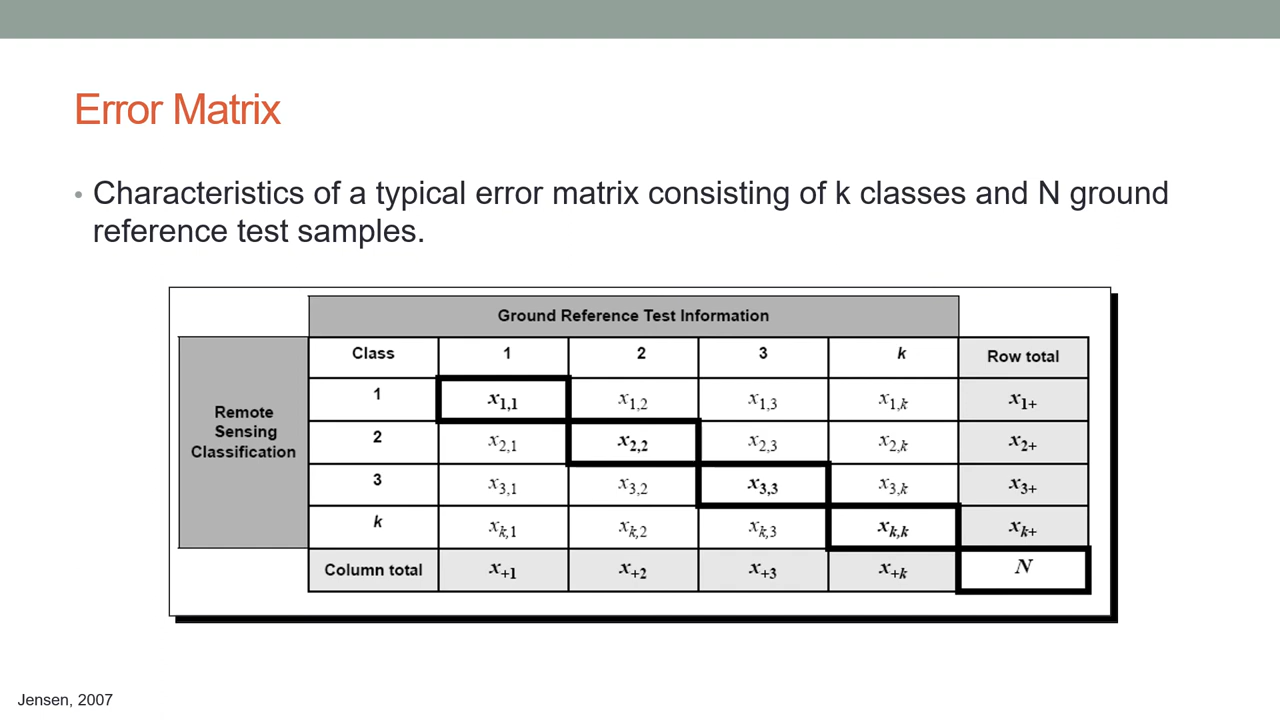 Error Matrix
• Characteristics of a typical error matrix consisting of k classes and N ground
reference test samples.
Ground Reference Test Information
Class 1 2 3 k Row total
Remote
Sensing
Classification
1 x1,1 x1,2 x1,3 x1,k x1+
2 x2,1 x2,2 x2,3 x2,k x2+
3 x3,1 x3,2 x3,3 x3,k x3+
k xk,1 xk,2 xk,3 xk,k xk+
Column total x+1 x+2 x+3 x+k N
Jensen, 2007